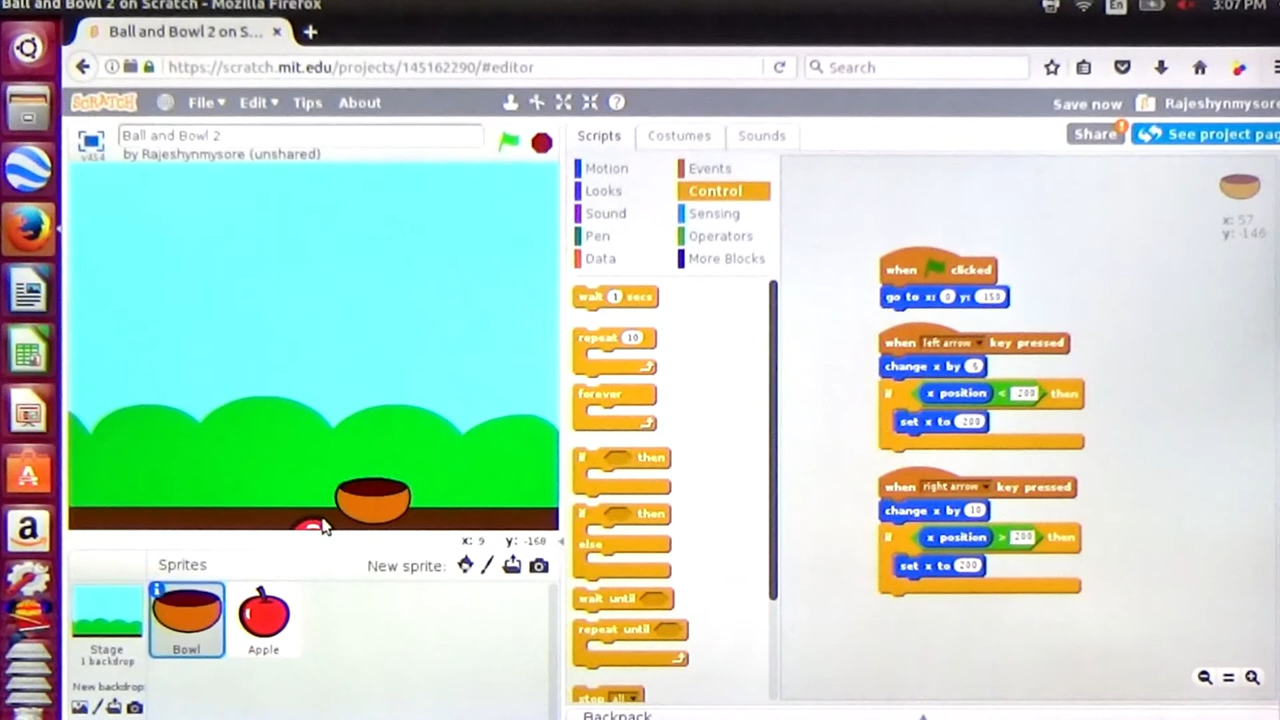 Ball and Bowl 2 on Scratch - Mozilla Firefox
En
3:07 PM
Ball and Bowl 2 on S...
https://scratch.mit.edu/projects/145162290/#editor
Search
SCRATCH
File
Edit
Tips
About
Save now
Rajeshynmysore
Ball and Bowl 2
by Rajeshynmysore (unshared)
v454
Scripts
Costumes
Sounds
Share
See project pag
Motion
Events
Looks
Control
Sound
Sensing
Pen
Operators
Data
More Blocks
x: 57
y: -146
wait 1 secs
repeat 10
forever
if then
if then
else
wait until
repeat until
stop all
when clicked
go to x: 0 y: -150
when left arrow key pressed
change x by
if x position < -200 then
set x to -200
when right arrow key pressed
change x by 10
if x position > 200 then
set x to 200
x: 9 y: -168
Sprites
New sprite:
Stage
1 backdrop
Bowl
Apple
New backdrop:
Backpack